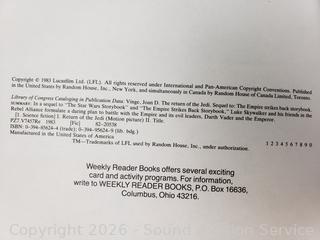 Copyright © 1983 Lucasfilm Ltd. (LFL). All rights reserved under International and Pan-American Copyright Conventions. Published
in the United States by Random House, Inc., New York, and simultaneously in Canada by Random House of Canada Limited, Toronto.
Library of Congress Cataloging in Publication Data: Vinge, Joan D. The return of the Jedi. Sequel to: The Empire strikes back storybook.
SUMMARY: In a sequel to "The Star Wars Storybook" and "The Empire Strikes Back Storybook," Luke Skywalker and his friends in the
Rebel Alliance formulate a daring plan to battle with the Empire and its evil leaders, Darth Vader and the Emperor.
[1. Science fiction] I. Return of the Jedi (Motion picture) II. Title.
PZ7.V7457Re 1983 [Fic] 82-20538
ISBN: 0-394-85624-4 (trade); 0-394-95624-9 (lib. bdg.)
Manufactured in the United States of America 1 2 3 4 5 6 7 8 9 0
TM—Trademarks of LFL used by Random House, Inc., under authorization.
Weekly Reader Books offers several exciting
card and activity programs. For information,
write to WEEKLY READER BOOKS, P.O. Box 16636,
Columbus, Ohio 43216.
Copyright 2026 - Sound Auction Service